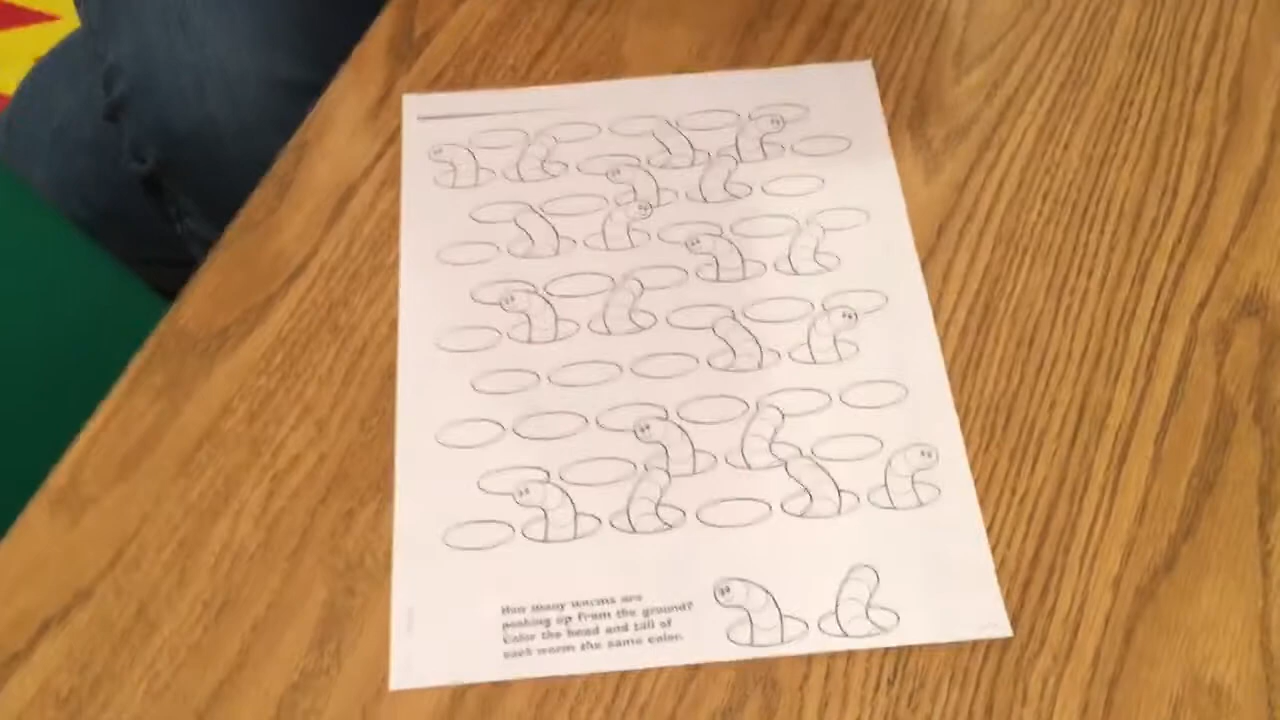 How many worms are
peeking up from the ground?
Color the head and tail of
each worm the same color.